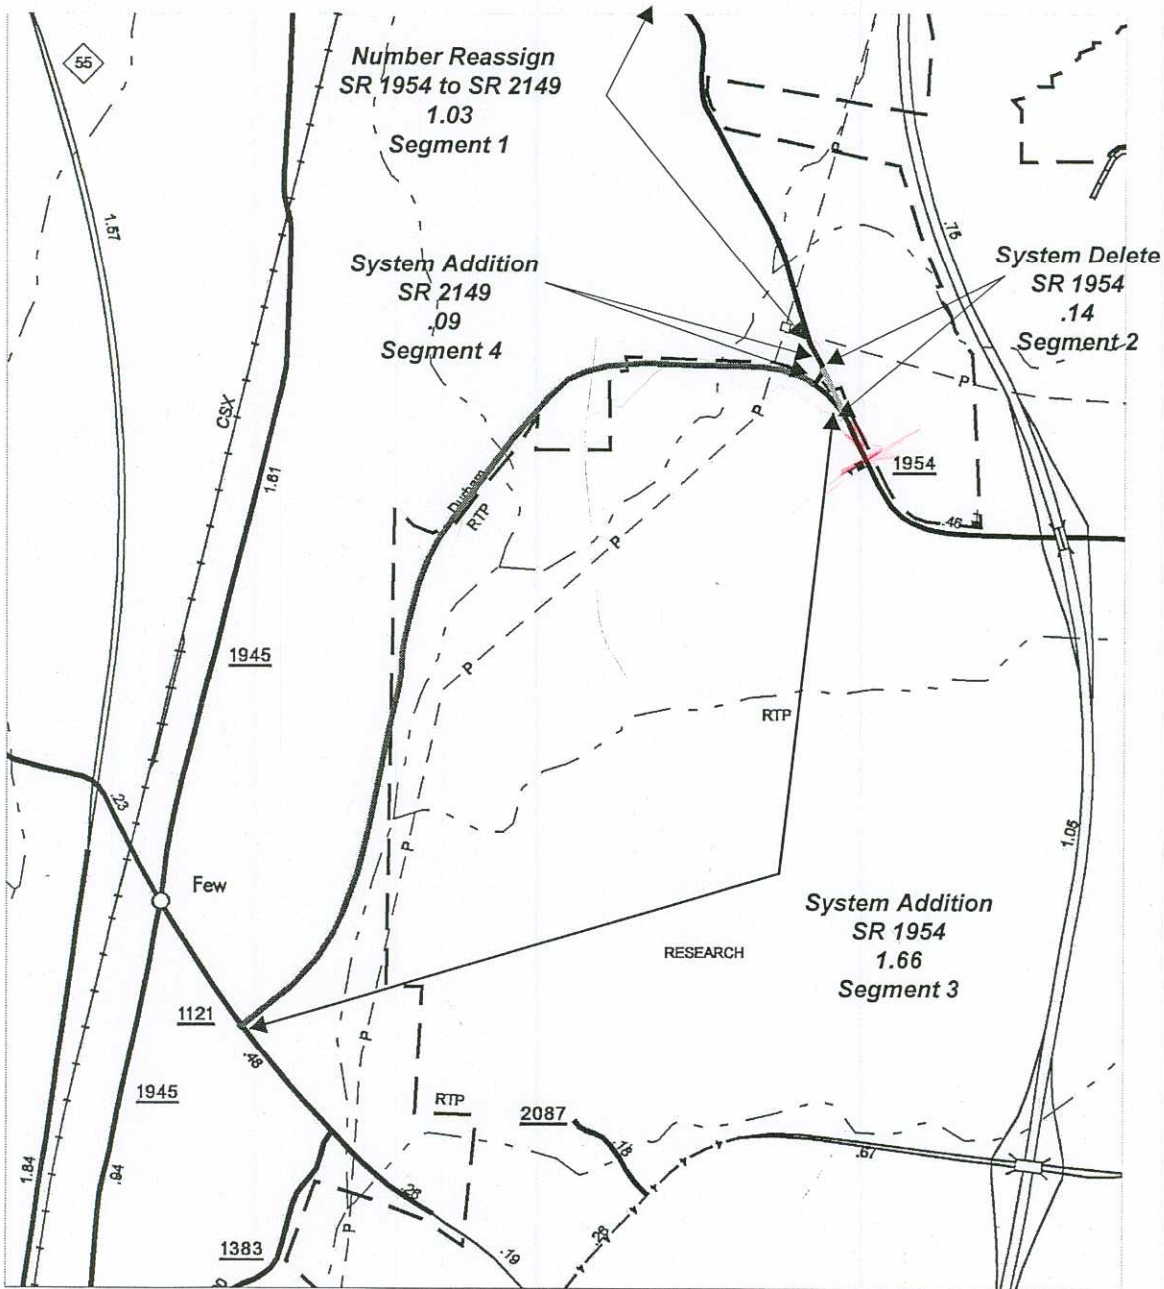 55
Number Reassign
SR 1954 to SR 2149
1.03
Segment 1
1.57
.75
P
System Addition
SR 2149
.09
Segment 4
System Delete
SR 1954
.14
Segment 2
P
P
CSX
1.81
1954
Durham
RTP
.46
P
1945
P
RTP
.23
1.05
P
Few
System Addition
SR 1954
1.66
Segment 3
RESEARCH
1121
P
.48
1945
RTP
2087
.18
.67
1.84
.94
.28
P
.28
.19
1383